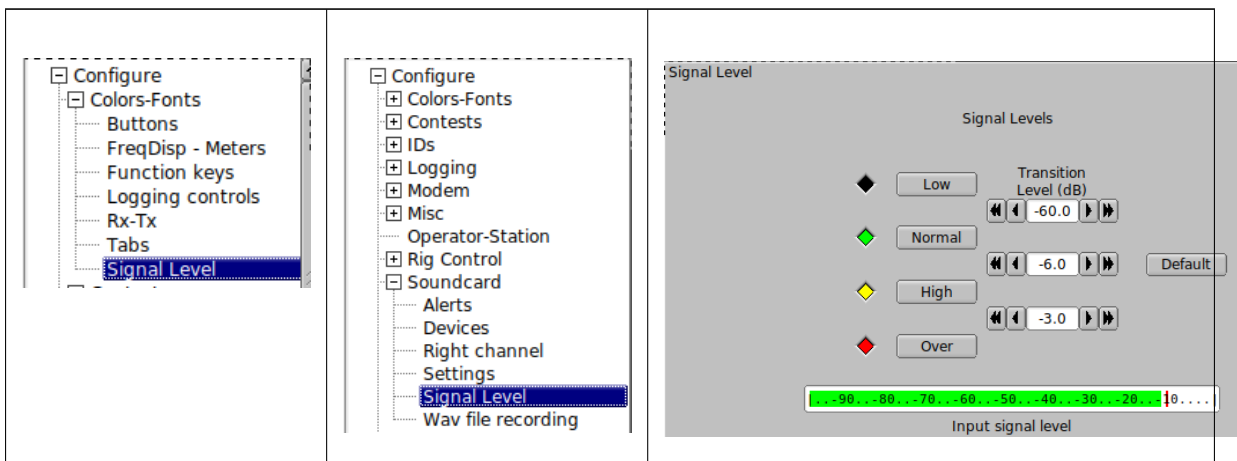 Configure
Colors-Fonts
Buttons
FreqDisp - Meters
Function keys
Logging controls
Rx-Tx
Tabs
Signal Level
Configure
Colors-Fonts
Contests
IDs
Logging
Modem
Misc
Operator-Station
Rig Control
Soundcard
Alerts
Devices
Right channel
Settings
Signal Level
Wav file recording
Signal Level
Signal Levels
Transition
Level (dB)
Low
-60.0
Normal
-6.0
Default
High
-3.0
Over
|..-90..-80..-70..-60..-50..-40..-30..-20..-10....|
Input signal level